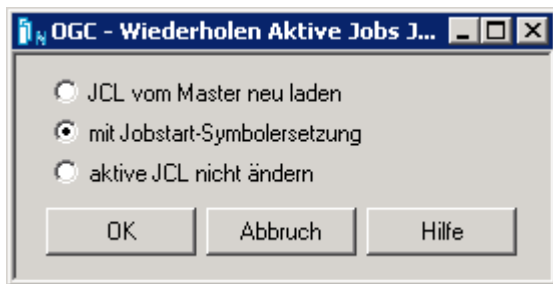 OGC - Wiederholen Aktive Jobs J...
JCL vom Master neu laden
mit Jobstart-Symbolersetzung
aktive JCL nicht ändern
OK Abbruch Hilfe